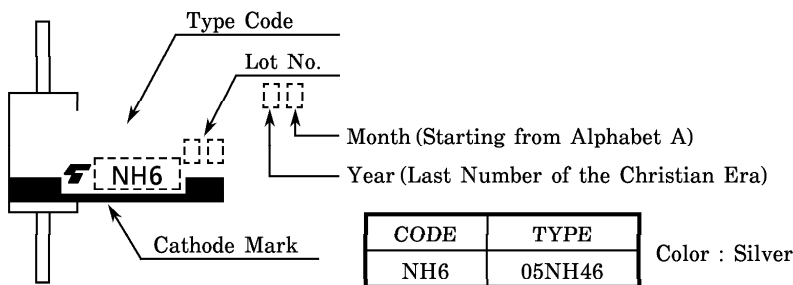 Type Code
Lot No.
Month (Starting from Alphabet A)
NH6
Year (Last Number of the Christian Era)
Cathode Mark
CODE TYPE
NH6 05NH46
Color : Silver